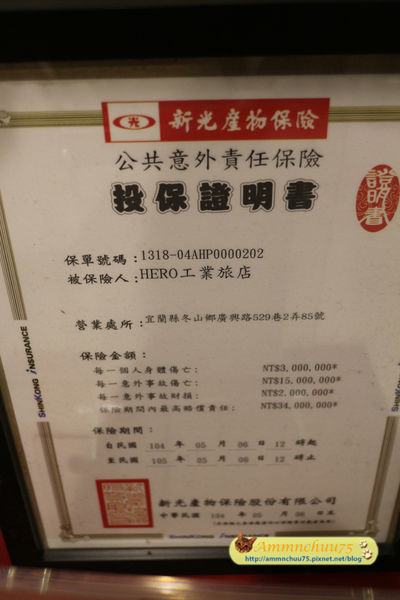 新光產物保險
公共意外責任保險
投保證明書
證明書
保單號碼：1318-04AHP0000202
被保險人：HERO工業旅店
營業處所：宜蘭縣冬山鄉廣興路529巷2弄85號
保險金額：
每一個人身體傷亡： NT$3,000,000*
每一意外事故傷亡： NT$15,000,000*
每一意外事故財損： NT$2,000,000*
保險期間內最高賠償責任： NT$34,000,000*
保險期間：
自民國 104 年 05 月 06 日 12 時起
至民國 105 年 05 月 06 日 12 時止
新光產物保險股份有限公司
中華民國 104 年 05 月 06 日
SHINKONG INSURANCE
SHINKONG INSURANCE
Ammnchuu75
http://ammnchuu75.pixnet.net/blog